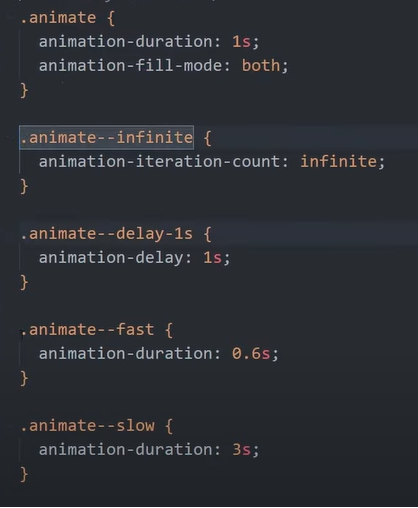 .animate {
  animation-duration: 1s;
  animation-fill-mode: both;
}
.animate--infinite {
  animation-iteration-count: infinite;
}
.animate--delay-1s {
  animation-delay: 1s;
}
.animate--fast {
  animation-duration: 0.6s;
}
.animate--slow {
  animation-duration: 3s;
}